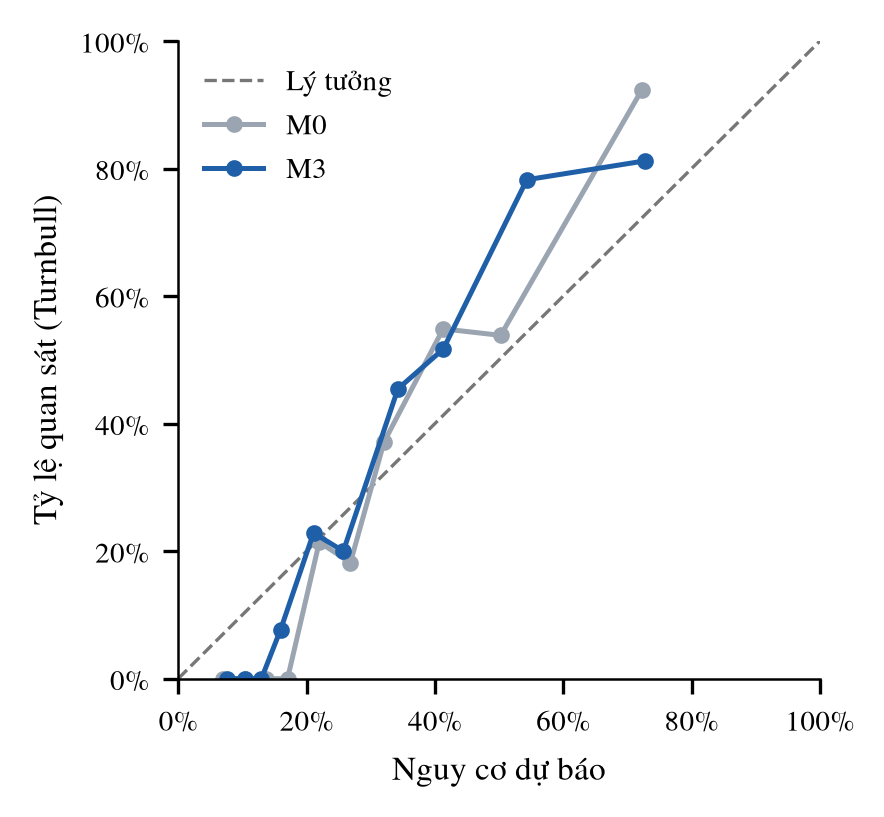 100%
80%
60%
40%
20%
0%
Tỷ lệ quan sát (Turnbull)
Lý tưởng
M0
M3
0% 20% 40% 60% 80% 100%
Nguy cơ dự báo